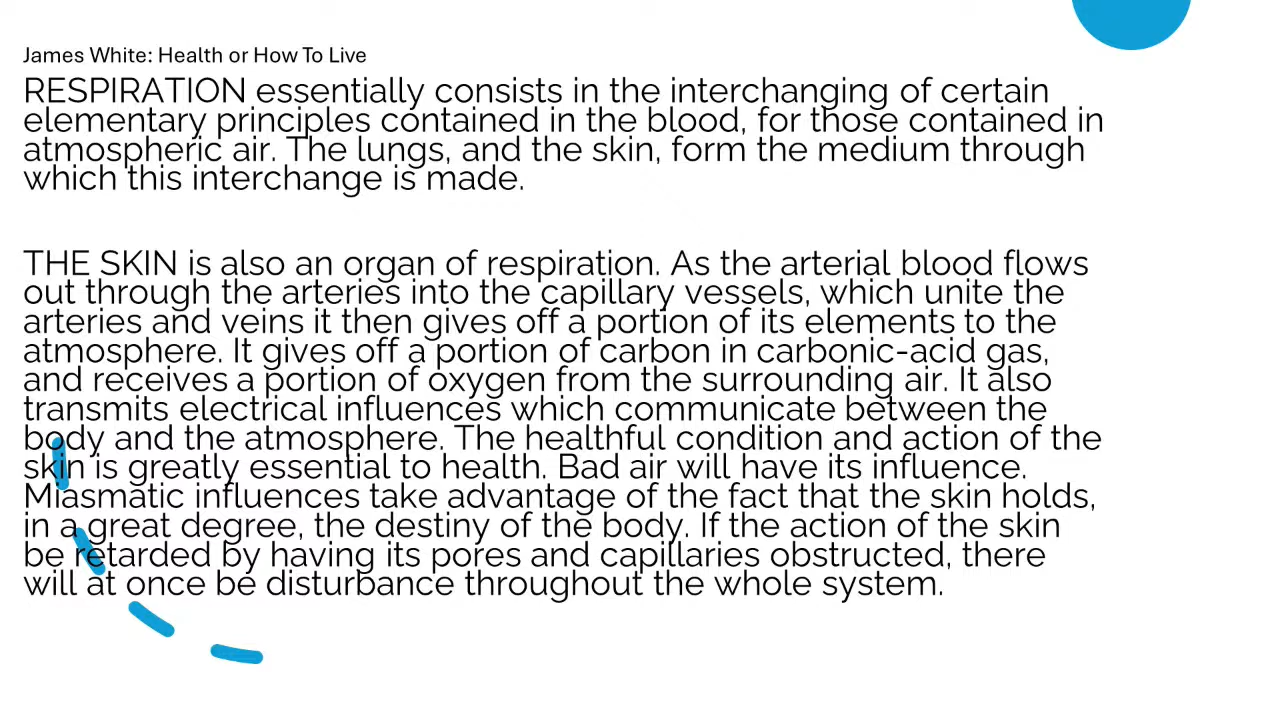 James White: Health or How To Live
RESPIRATION essentially consists in the interchanging of certain
elementary principles contained in the blood, for those contained in
atmospheric air. The lungs, and the skin, form the medium through
which this interchange is made.
THE SKIN is also an organ of respiration. As the arterial blood flows
out through the arteries into the capillary vessels, which unite the
arteries and veins it then gives off a portion of its elements to the
atmosphere. It gives off a portion of carbon in carbonic-acid gas,
and receives a portion of oxygen from the surrounding air. It also
transmits electrical influences which communicate between the
body and the atmosphere. The healthful condition and action of the
skin is greatly essential to health. Bad air will have its influence.
Miasmatic influences take advantage of the fact that the skin holds,
in a great degree, the destiny of the body. If the action of the skin
be retarded by having its pores and capillaries obstructed, there
will at once be disturbance throughout the whole system.